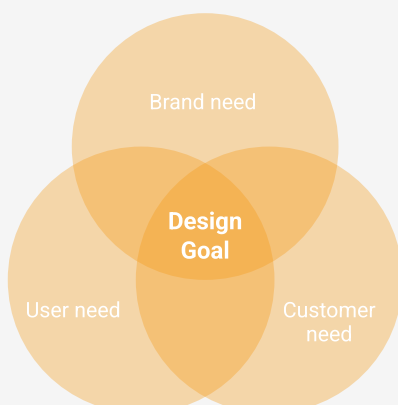 Brand need
Design
Goal
User need
Customer
need